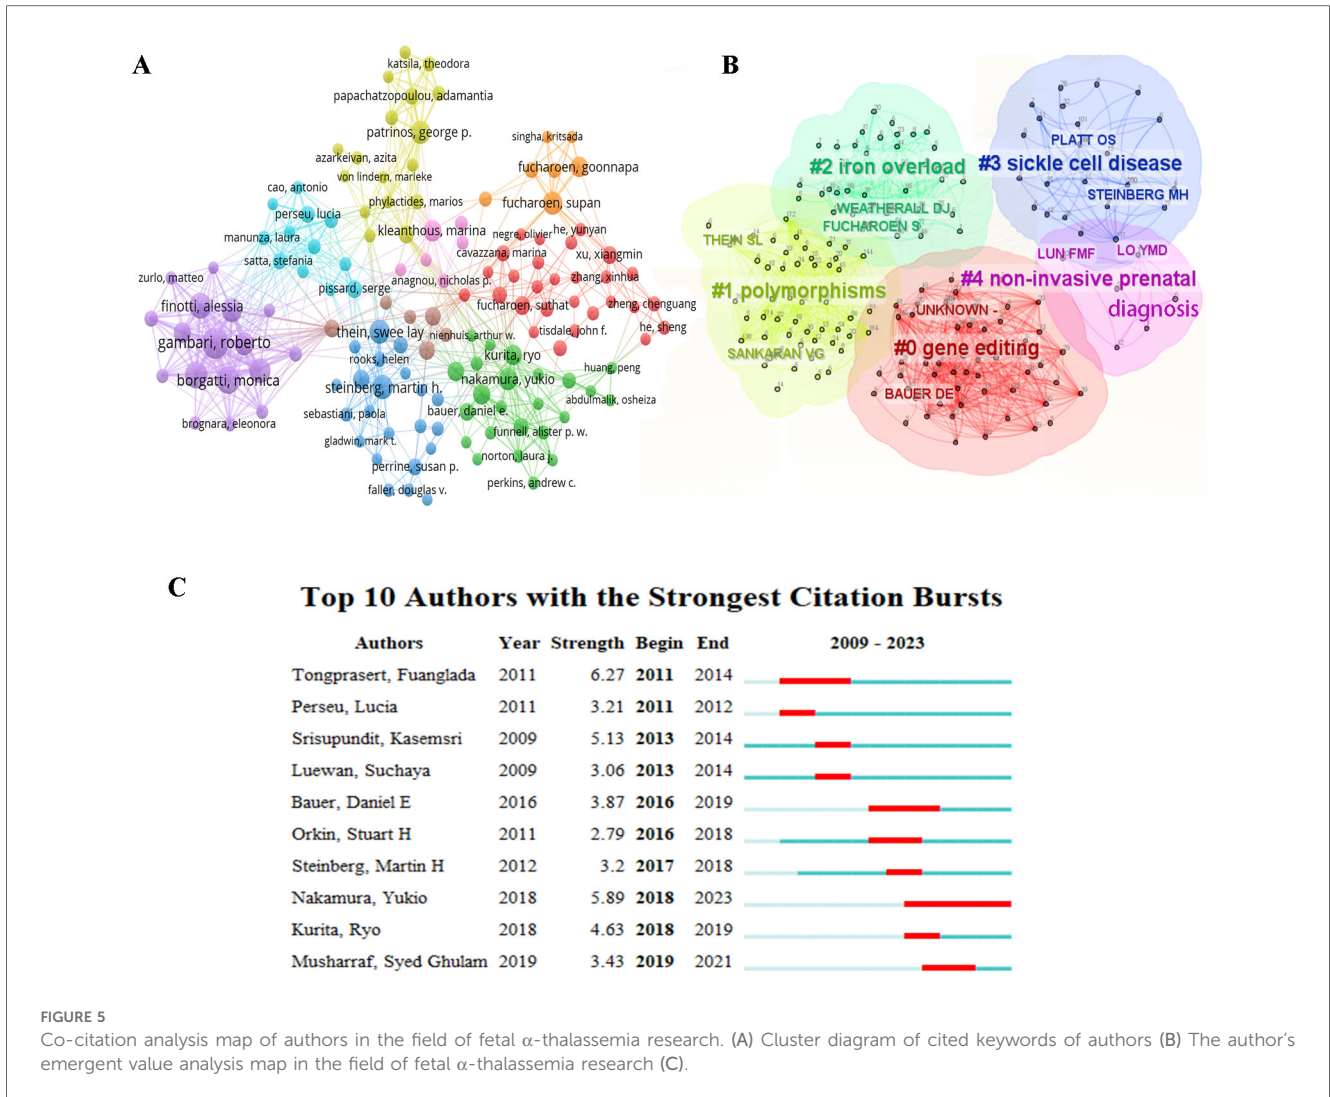 A
katsila, theodora
papachatzopoulou, adamantia
patrinos, george p.
azarkeivan, azita
von lindern, marieke
cao, antonio
phylactides, marios
perseu, lucia
kleanthous, marina
manunza, laura
satta, stefania
zurlo, matteo
pissard, serge
anagnou, nicholas p.
finotti, alessia
gambari, roberto
borgatti, monica
brognara, eleonora
singha, kritsada
fucharoen, goonnapa
fucharoen, supan
negre, olivier
he, yunyan
cavazzana, marina
xu, xiangmin
zhang, xinhua
fucharoen, suthat
zheng, chenguang
tisdale, john f.
he, sheng
thein, swee lay
nienhuis, arthur w.
rooks, helen
kurita, ryo
steinberg, martin h.
nakamura, yukio
huang, peng
abdulmalik, osheiza
sebastiani, paola
bauer, daniel e.
gladwin, mark t.
funnell, alister p. w.
perrine, susan p.
norton, laura j.
faller, douglas v.
perkins, andrew c.
B
PLATT OS
#2 iron overload
#3 sickle cell disease
WEATHERALL DJ
STEINBERG MH
FUCHAROEN S
THEIN SL
LUN FMF
LO YMD
#1 polymorphisms
#4 non-invasive prenatal
diagnosis
UNKNOWN -
SANKARAN VG
#0 gene editing
BAUER DE
C
Top 10 Authors with the Strongest Citation Bursts
Authors Year Strength Begin End 2009 - 2023
Tongprasert, Fuanglada 2011 6.27 2011 2014
Perseu, Lucia 2011 3.21 2011 2012
Srisupundit, Kasemsri 2009 5.13 2013 2014
Luewan, Suchaya 2009 3.06 2013 2014
Bauer, Daniel E 2016 3.87 2016 2019
Orkin, Stuart H 2011 2.79 2016 2018
Steinberg, Martin H 2012 3.2 2017 2018
Nakamura, Yukio 2018 5.89 2018 2023
Kurita, Ryo 2018 4.63 2018 2019
Musharraf, Syed Ghulam 2019 3.43 2019 2021
FIGURE 5
Co-citation analysis map of authors in the field of fetal α-thalassemia research. (A) Cluster diagram of cited keywords of authors (B) The author's
emergent value analysis map in the field of fetal α-thalassemia research (C).